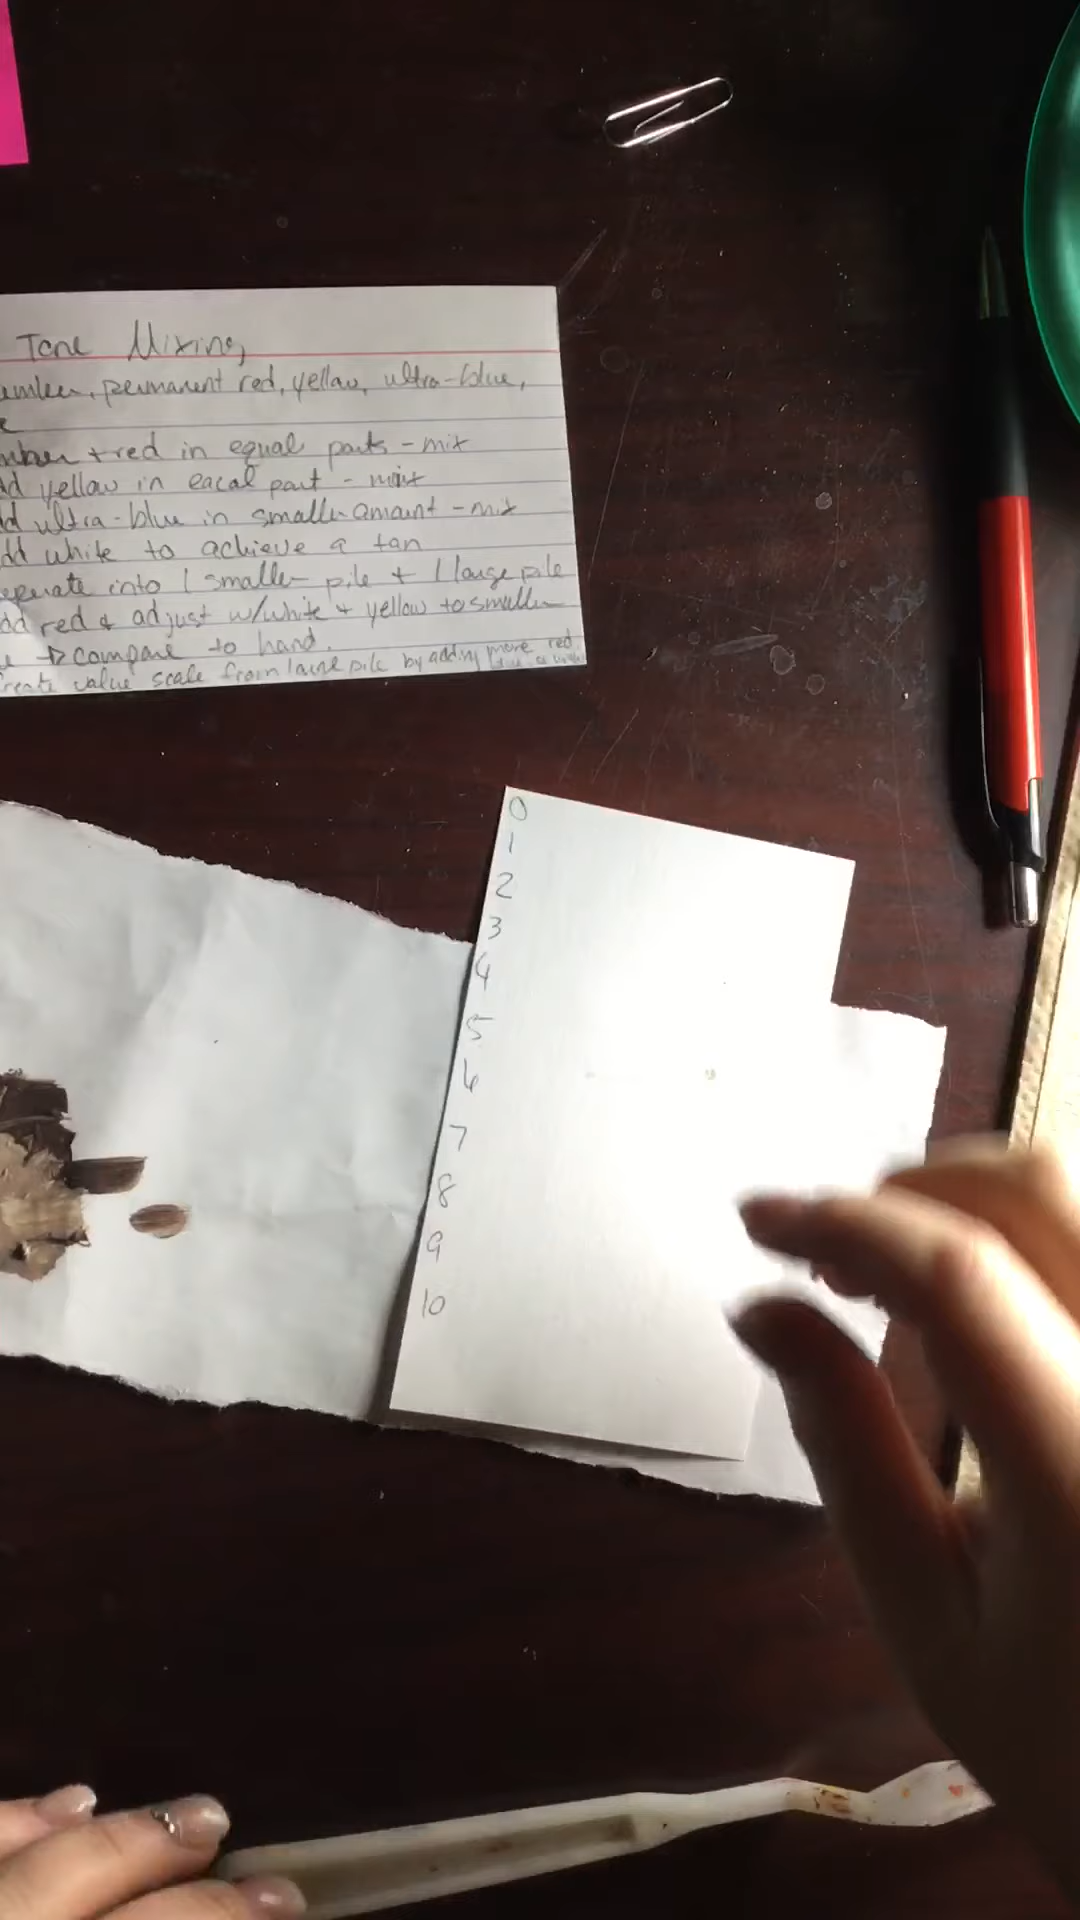 Tone Mixing
permanent red, yellow, ultra-blue,
+ red in equal parts - mix
yellow in eacal part - mix
ultra-blue in smaller amount - mix
white to achieve a tan
into 1 smaller pile + 1 large pile
red & adjust w/white + yellow to smaller
→ compare to hand.
create value scale from large pile by adding more red
0
1
2
3
4
5
6
7
8
9
10